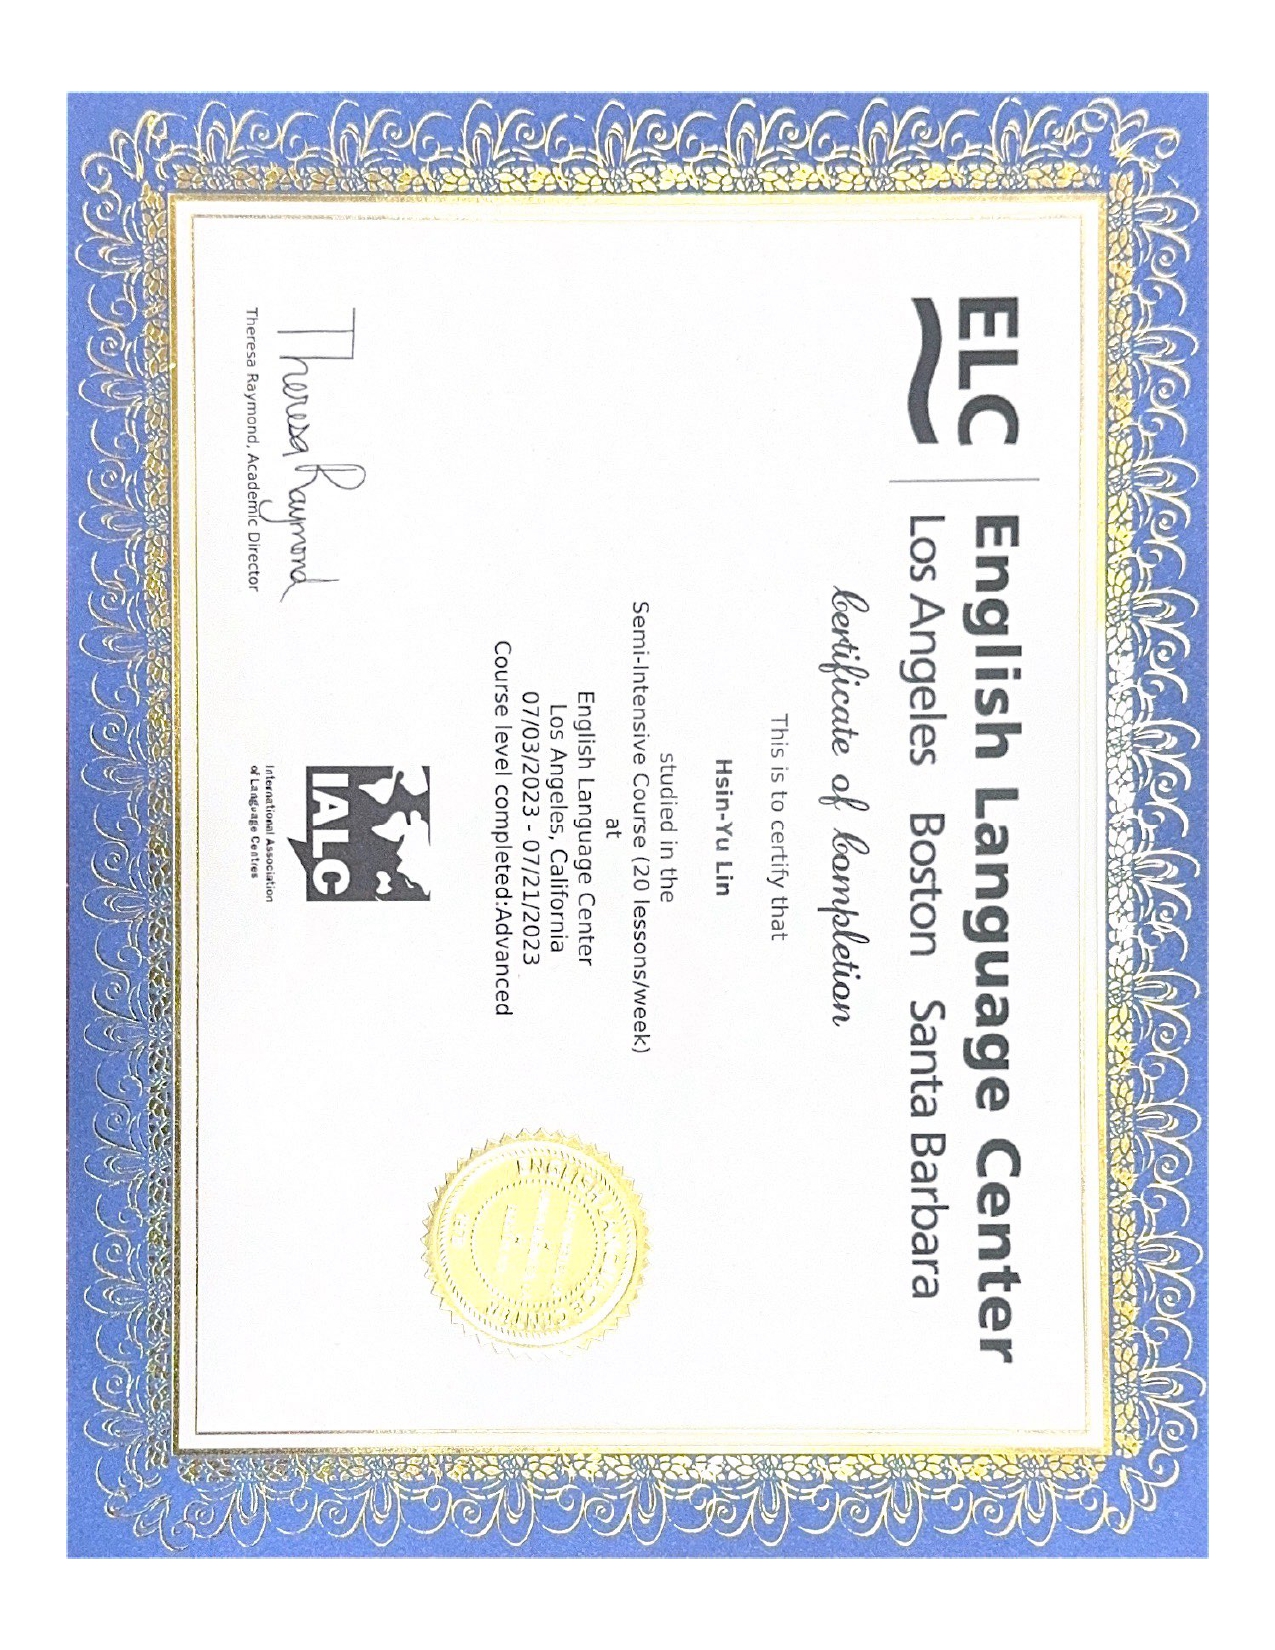 ELC
English Language Center
Los Angeles Boston Santa Barbara
Certificate of Completion
This is to certify that
Hsin-Yu Lin
studied in the
Semi-Intensive Course (20 lessons/week)
at
English Language Center
Los Angeles, California
07/03/2023 - 07/21/2023
Course level completed:Advanced
ENGLISH LANGUAGE CENTER
IALC
International Association
of Language Centres
Theresa Raymond
Theresa Raymond, Academic Director